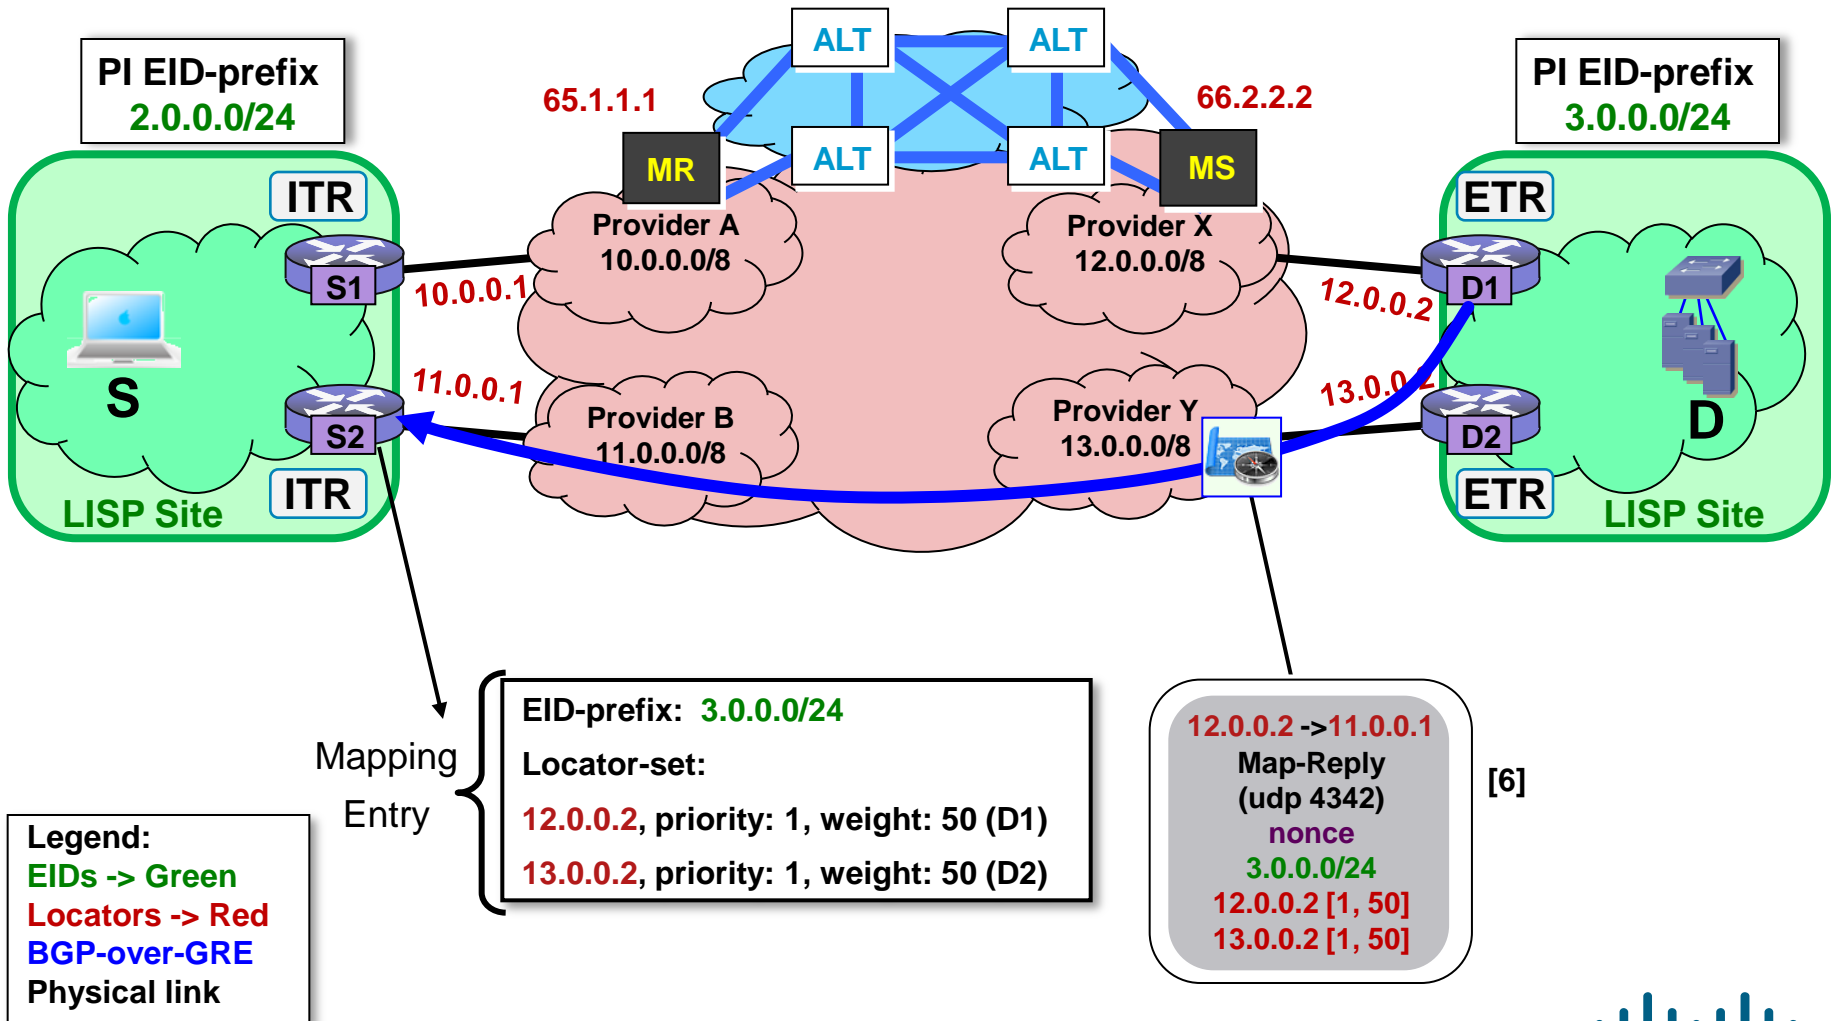 ALT
ALT
PI EID-prefix
2.0.0.0/24
65.1.1.1
66.2.2.2
PI EID-prefix
3.0.0.0/24
MR
ALT
ALT
MS
ITR
ETR
Provider A
10.0.0.0/8
Provider X
12.0.0.0/8
S1
10.0.0.1
12.0.0.2
D1
S
11.0.0.1
13.0.0.2
D
Provider B
11.0.0.0/8
Provider Y
13.0.0.0/8
S2
D2
ITR
ETR
LISP Site
LISP Site
Mapping
Entry
EID-prefix: 3.0.0.0/24
Locator-set:
12.0.0.2, priority: 1, weight: 50 (D1)
13.0.0.2, priority: 1, weight: 50 (D2)
12.0.0.2 ->11.0.0.1
Map-Reply
(udp 4342)
nonce
3.0.0.0/24
12.0.0.2 [1, 50]
13.0.0.2 [1, 50]
[6]
Legend:
EIDs -> Green
Locators -> Red
BGP-over-GRE
Physical link